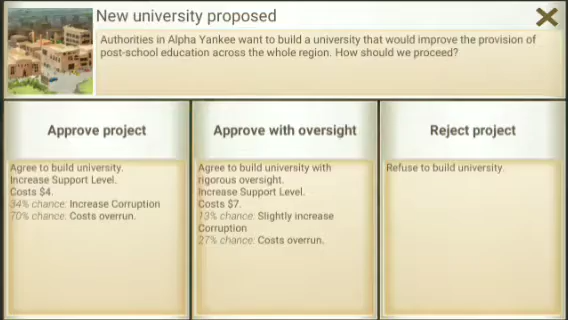 New university proposed
Authorities in Alpha Yankee want to build a university that would improve the provision of
post-school education across the whole region. How should we proceed?
Approve project
Approve with oversight
Reject project
Agree to build university.
Increase Support Level.
Costs $4.
34% chance: Increase Corruption
70% chance: Costs overrun.
Agree to build university with
rigorous oversight.
Increase Support Level.
Costs $7.
13% chance: Slightly increase
Corruption
27% chance: Costs overrun.
Refuse to build university.